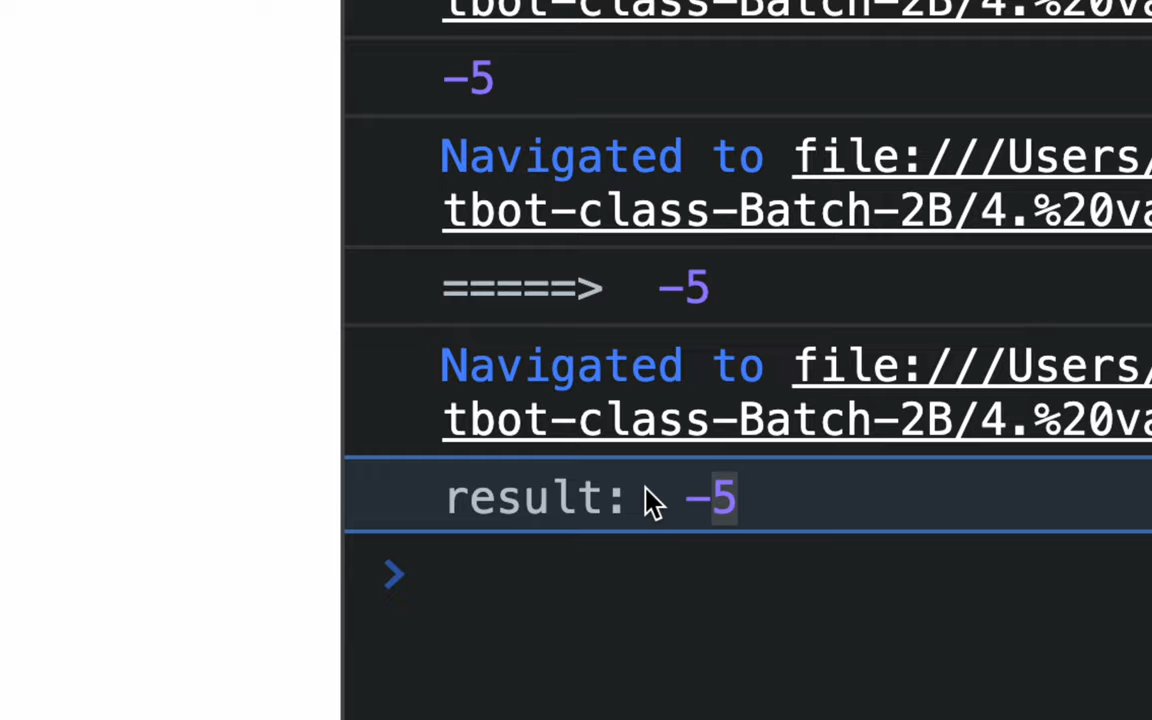 tbot-class-Batch-2B/4.%20va
-5
Navigated to file:///Users/
tbot-class-Batch-2B/4.%20va
=====> -5
Navigated to file:///Users/
tbot-class-Batch-2B/4.%20va
result: -5
>